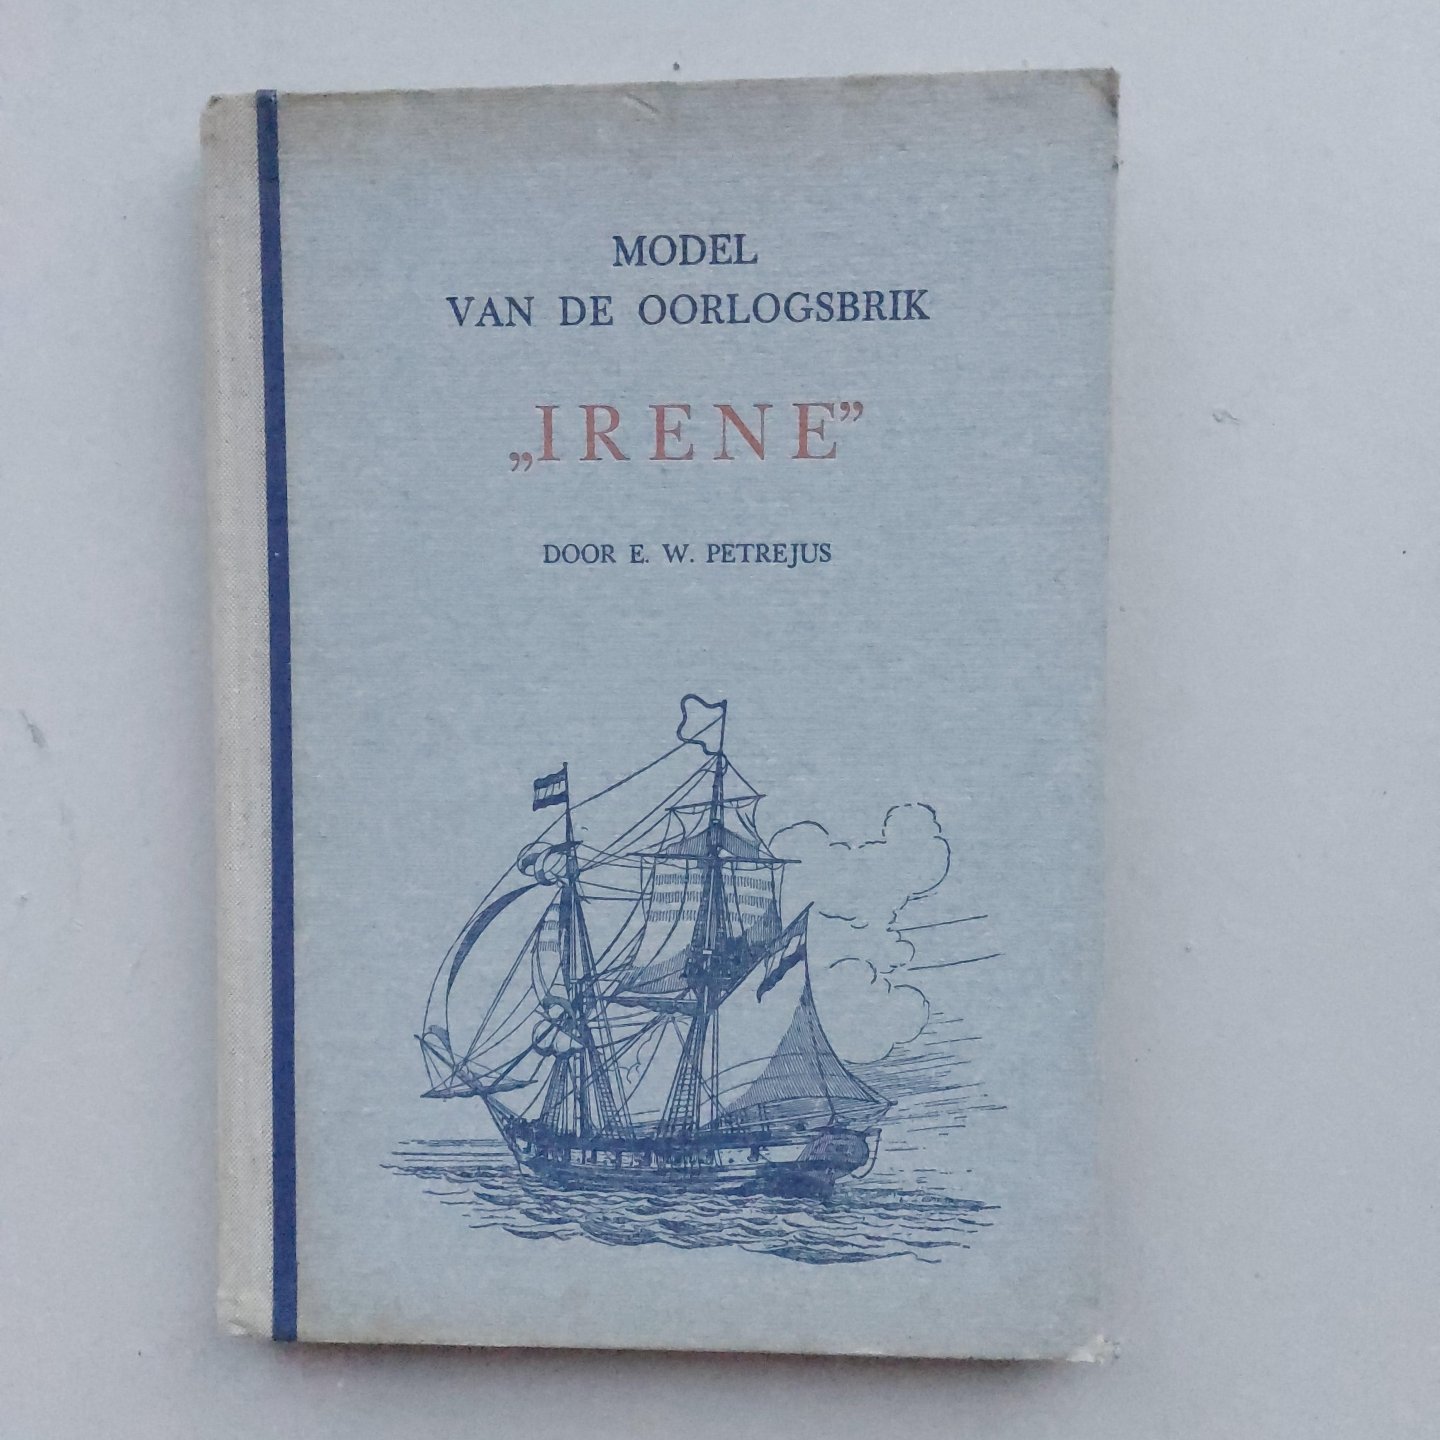 MODEL
VAN DE OORLOGSBRIK
„IRENE”
DOOR E. W. PETREJUS